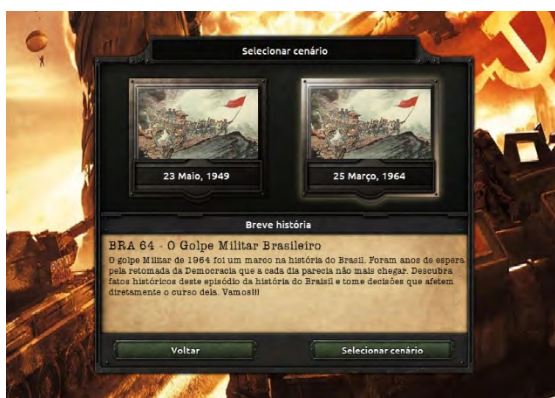 Selecionar cenário
23 Maio, 1949
25 Março, 1964
Breve história
BRA 64 - O Golpe Militar Brasileiro
O golpe Militar de 1964 foi um marco na história do Brasil. Foram anos de espera
pela retomada da Democracia que a cada dia parecia não mais chegar. Descubra
fatos históricos deste episódio da história do Braisil e tome decisões que afetem
diretamente o curso dela. Vamos!!!
Voltar
Selecionar cenário